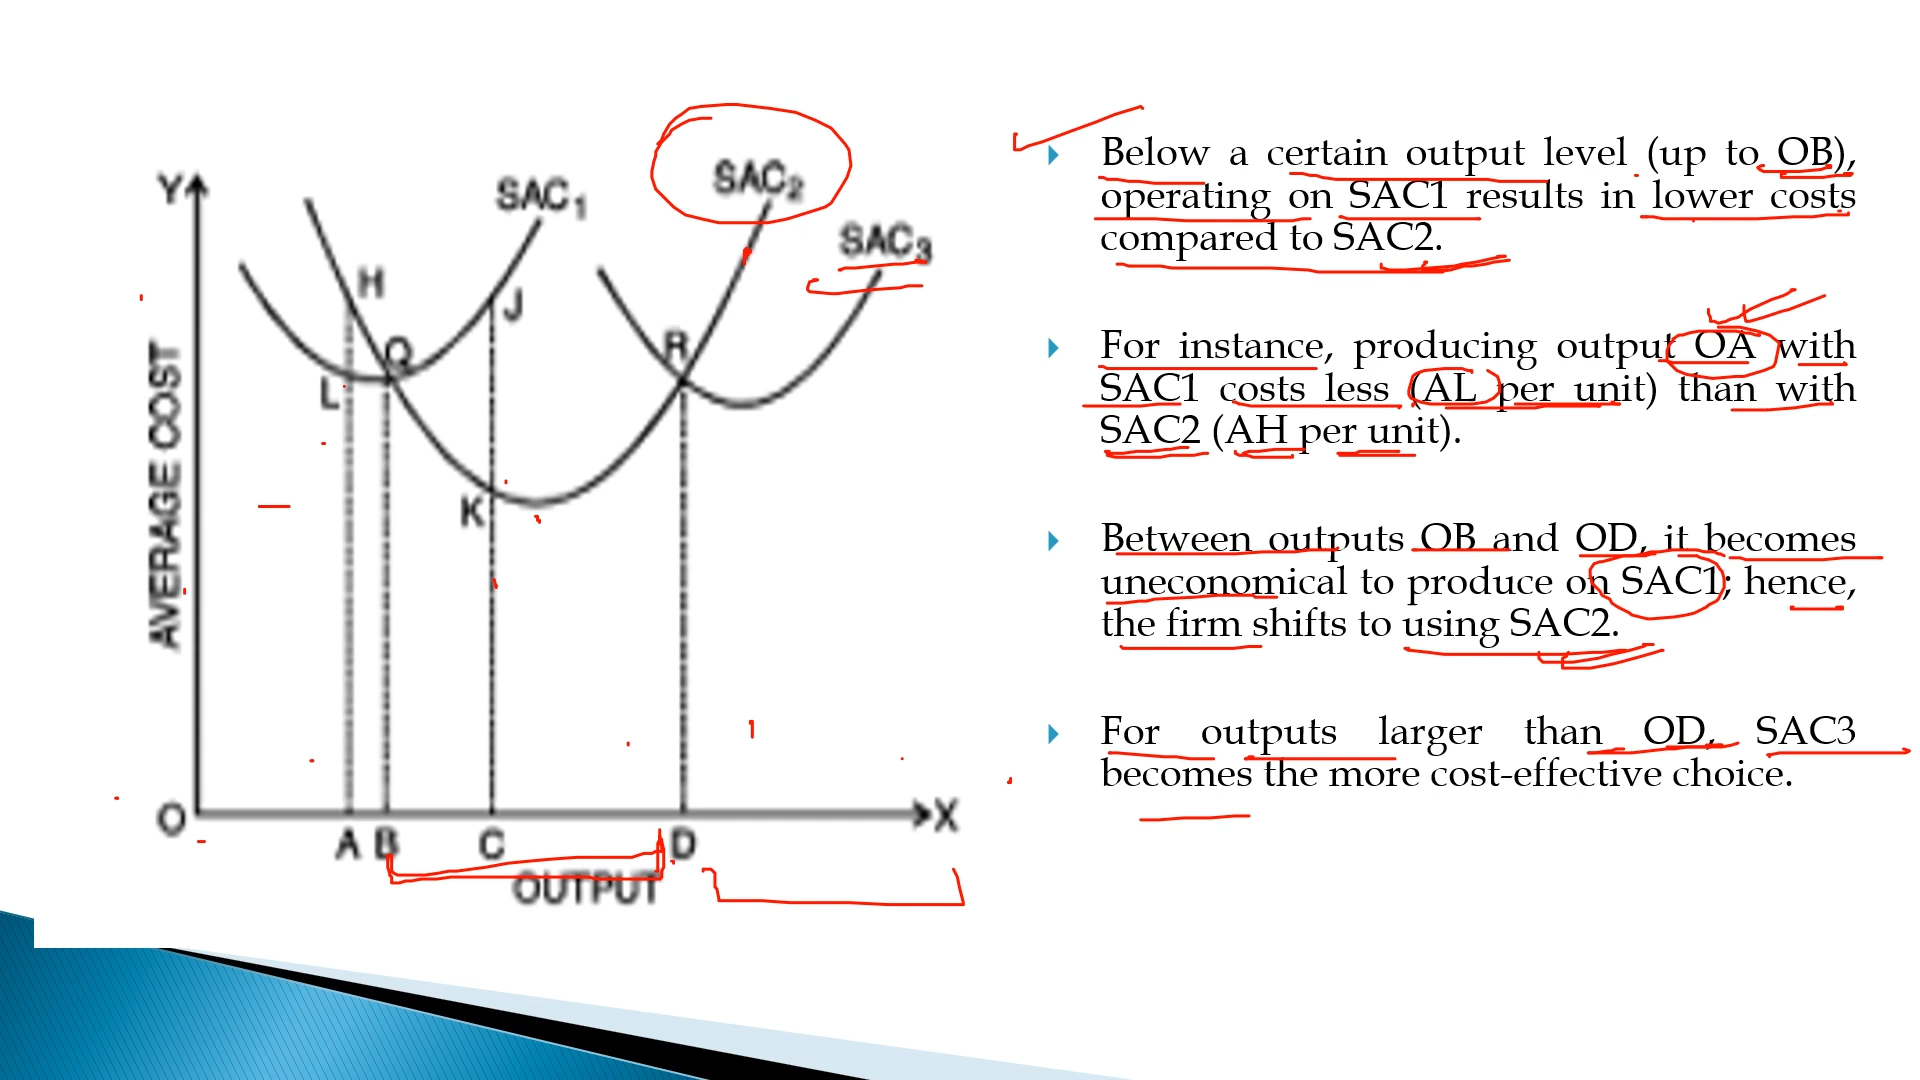 Y
SAC1
SAC2
SAC3
H
J
Q
R
L
K
AVERAGE COST
O
X
A B C D
OUTPUT
Below a certain output level (up to OB),
operating on SAC1 results in lower costs
compared to SAC2.
For instance, producing output OA with
SAC1 costs less (AL per unit) than with
SAC2 (AH per unit).
Between outputs OB and OD, it becomes
uneconomical to produce on SAC1; hence,
the firm shifts to using SAC2.
For outputs larger than OD, SAC3
becomes the more cost-effective choice.